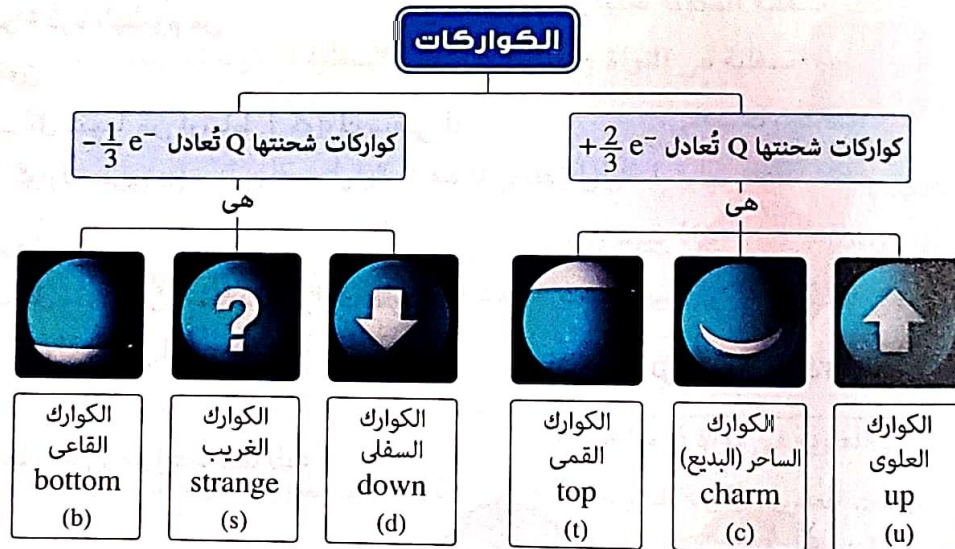 الكواركات
كواركات شحنتها Q تُعادل +2/3 e⁻
كواركات شحنتها Q تُعادل −1/3 e⁻
هى
هى
?
الكوارك
العلوى
up
(u)
الكوارك
الساحر (البديع)
charm
(c)
الكوارك
القمى
top
(t)
الكوارك
السفلى
down
(d)
الكوارك
الغريب
strange
(s)
الكوارك
القاعى
bottom
(b)